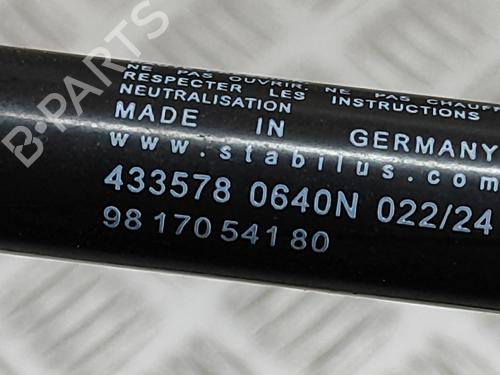 NE PAS OUVRIR. NE PAS CHAUFF
RESPECTER LES INSTRUCTIONS
NEUTRALISATION
MADE IN GERMANY
www.stabilus.com
433578 0640N 022/24
98 170 541 80
B-PARTS